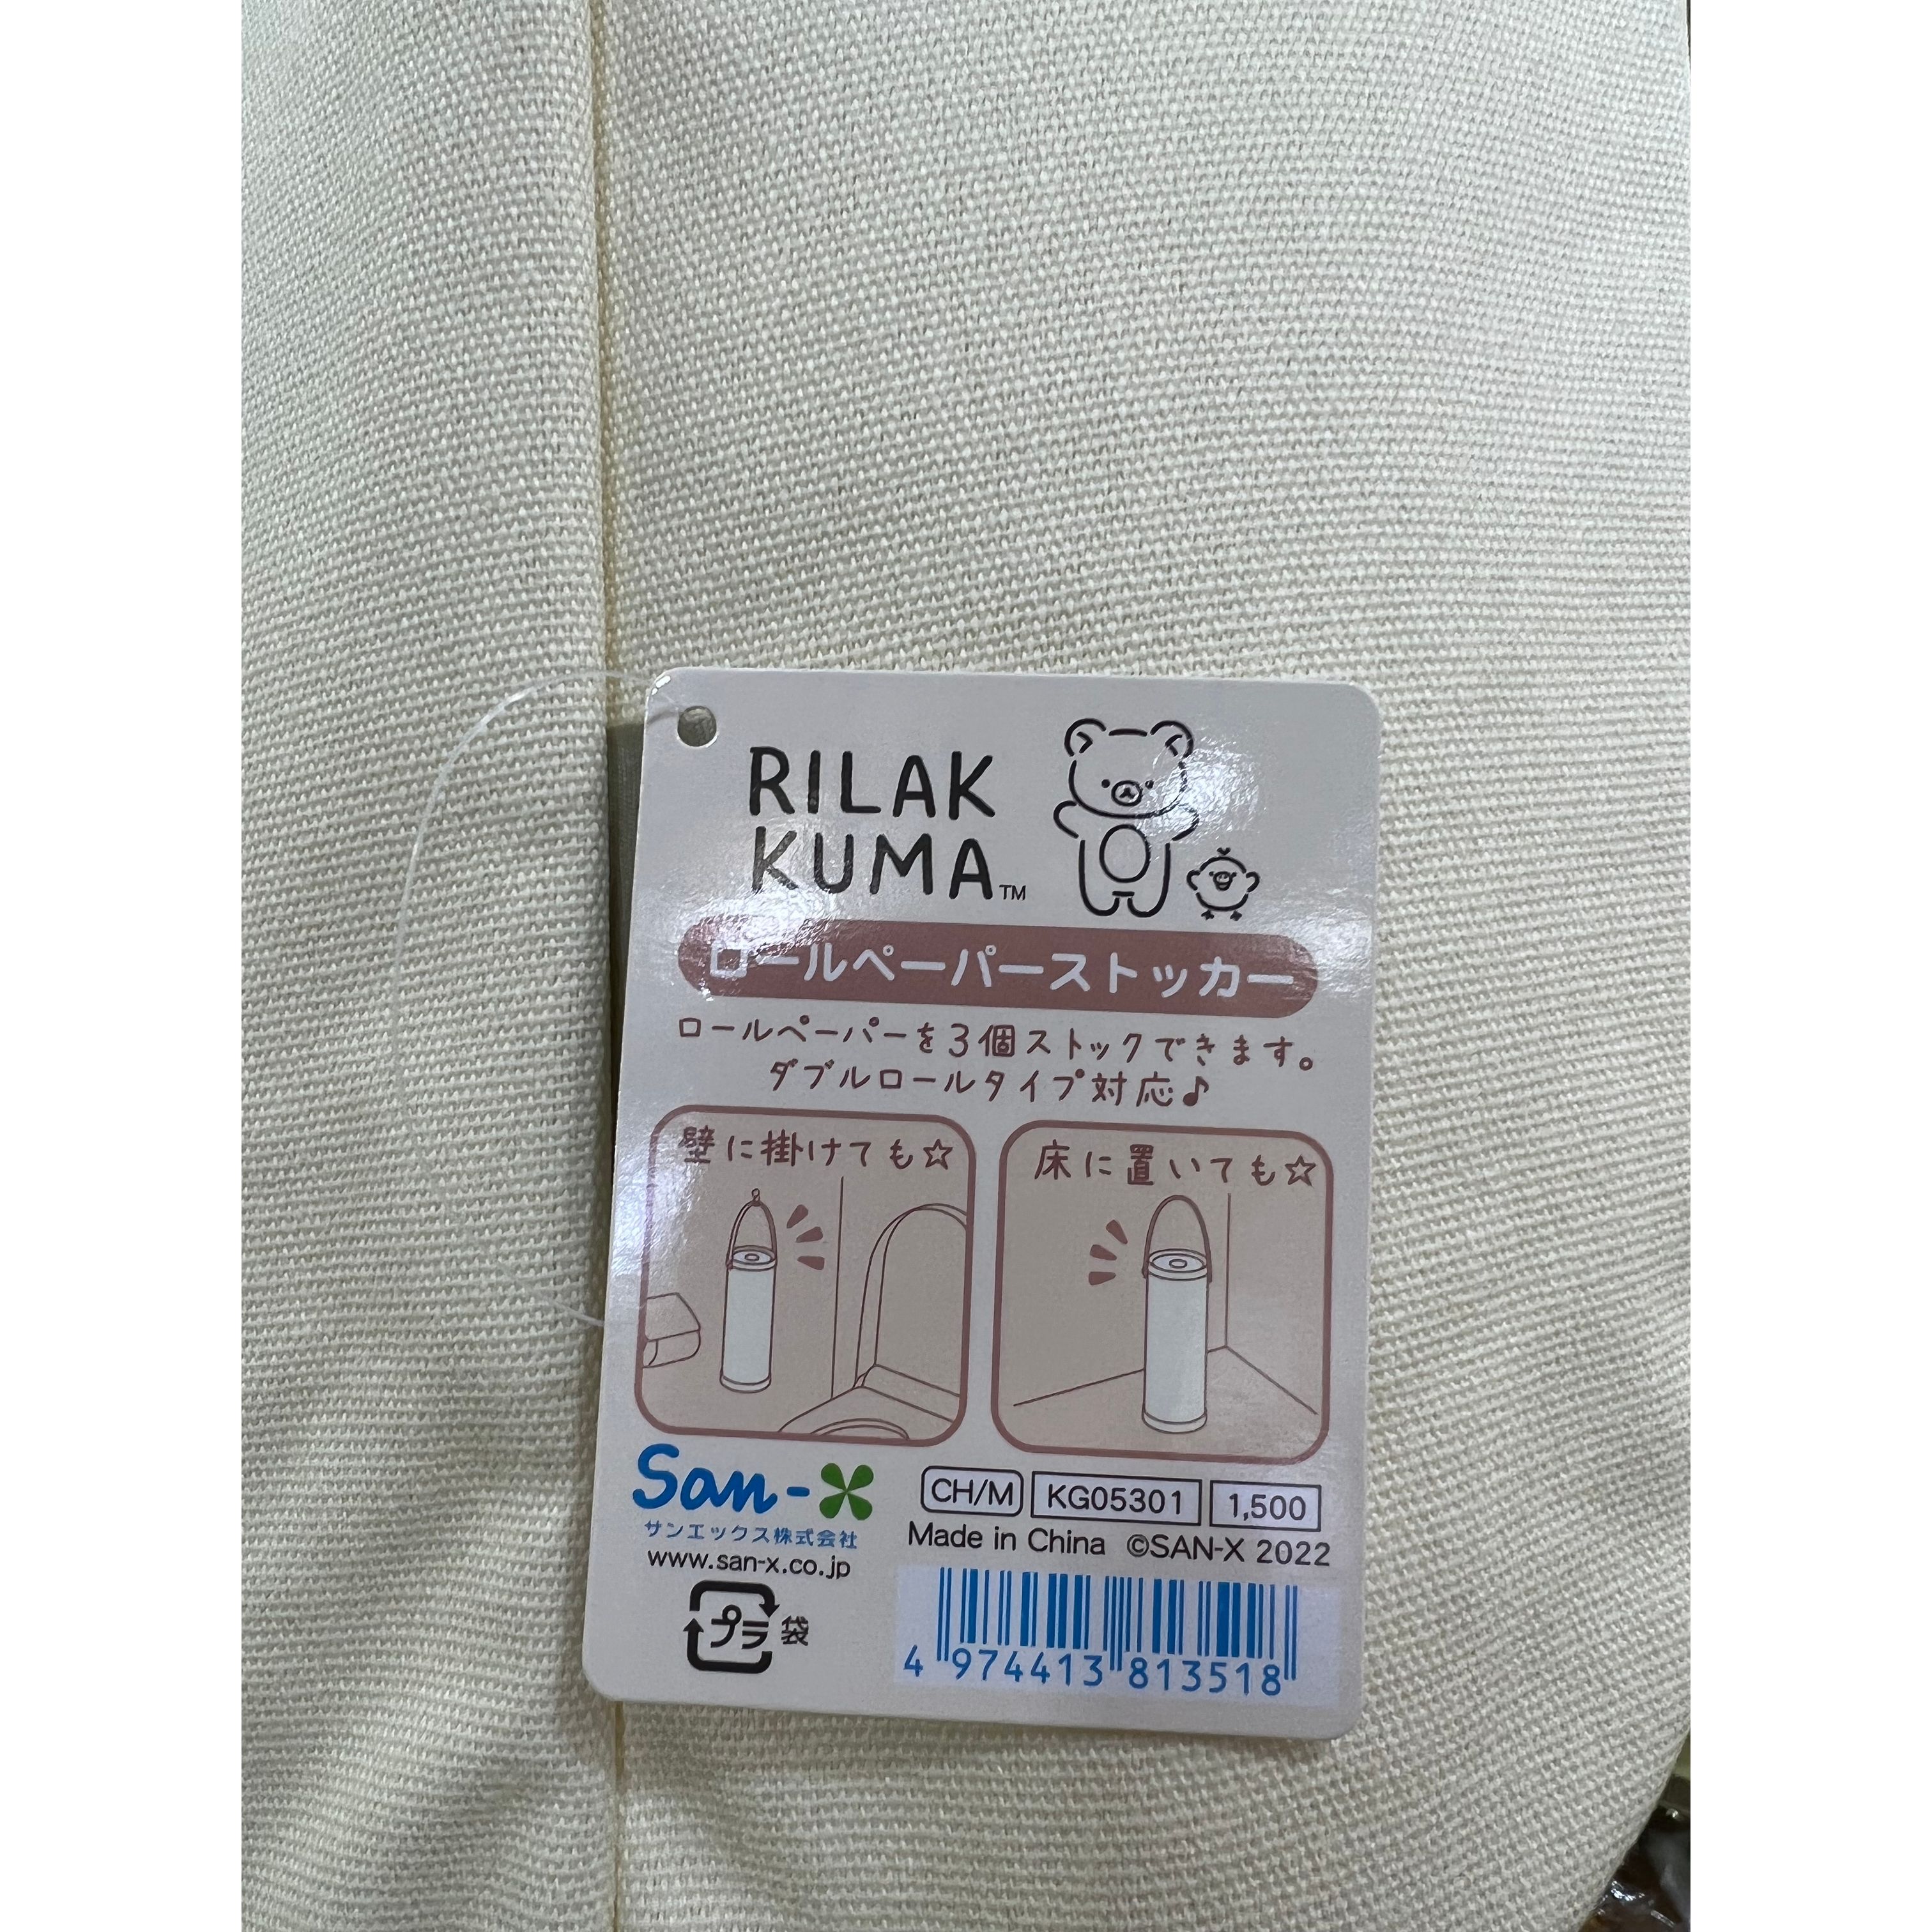 RILAK
KUMA™
ロールペーパーストッカー
ロールペーパーを3個ストックできます。
ダブルロールタイプ対応♪
壁に掛けても☆
床に置いても☆
San-X
サンエックス株式会社
www.san-x.co.jp
プラ 袋
CH/M KG05301 1,500
Made in China ©SAN-X 2022
4 974413 813518